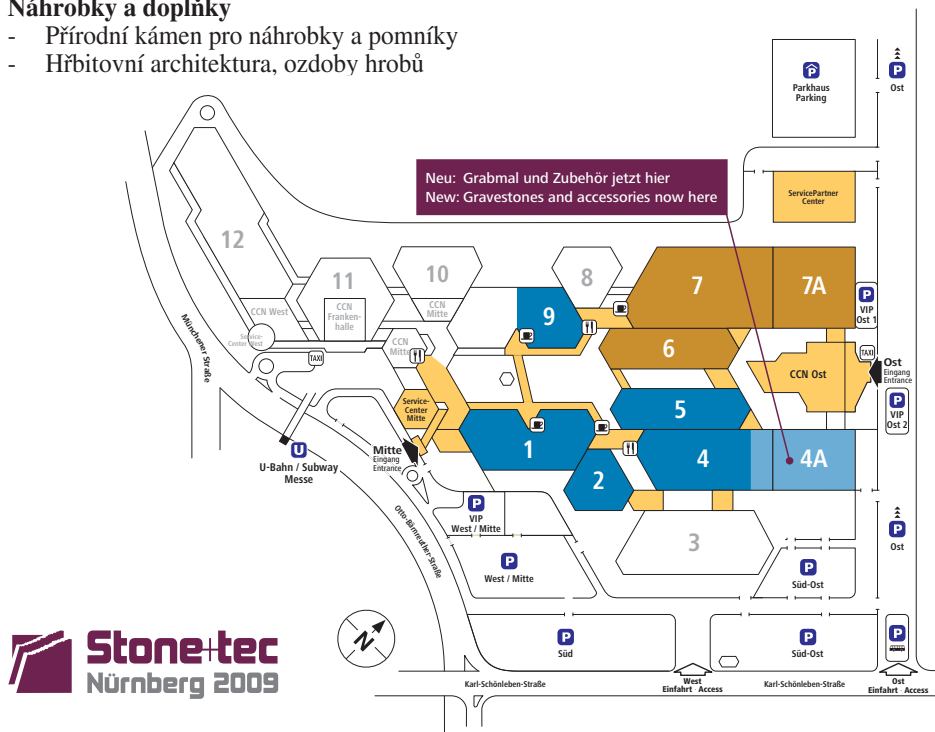 Náhrobky a doplňky
- Přírodní kámen pro náhrobky a pomníky
- Hřbitovní architektura, ozdoby hrobů
P
Ost
P
Parkhaus
Parking
Neu: Grabmal und Zubehör jetzt hier
New: Gravestones and accessories now here
ServicePartner
Center
12
11
10
8
7
7A
CCN West
CCN
Franken-
halle
CCN
Mitte
9
P
VIP
Ost 1
Service-
Center West
CCN
Mitte
6
TAXI
TAXI
CCN Ost
Ost
Eingang
Entrance
Münchener Straße
Service-
Center
Mitte
5
P
VIP
Ost 2
U
U-Bahn / Subway
Messe
Mitte
Eingang
Entrance
1
2
4
4A
P
VIP
West / Mitte
Otto-Bärnreuther-Straße
3
P
Ost
P
West / Mitte
P
Süd-Ost
N
P
Süd
P
Süd-Ost
P
Stone+tec
Nürnberg 2009
Karl-Schönleben-Straße
West
Einfahrt · Access
Karl-Schönleben-Straße
Ost
Einfahrt · Access